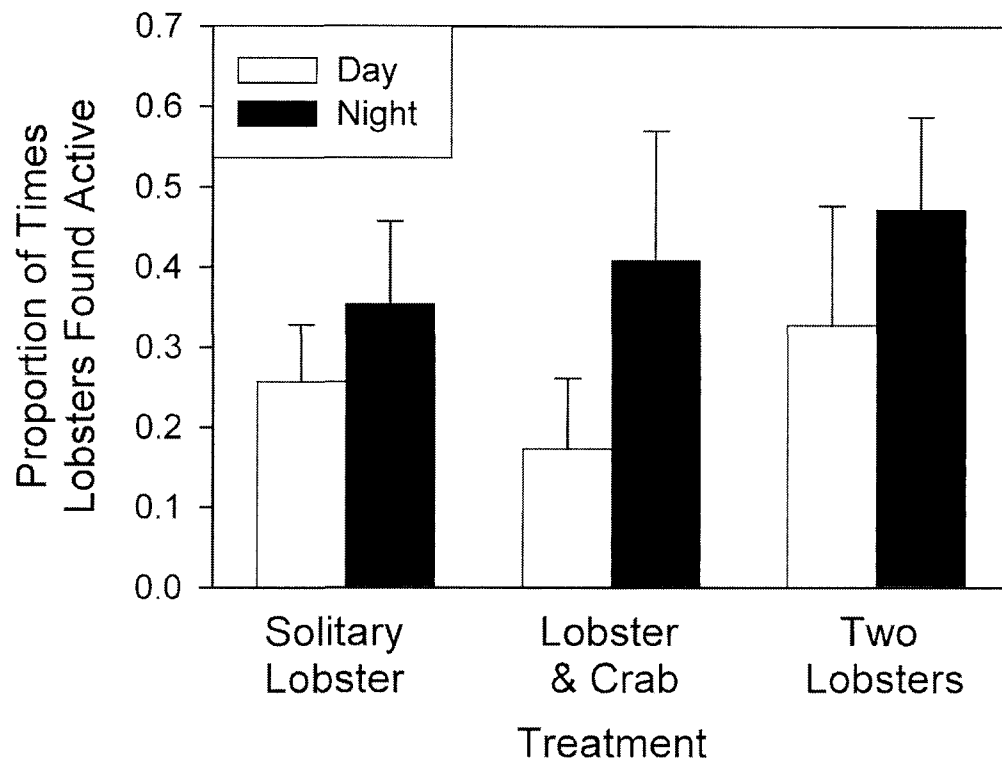 Proportion of Times
Lobsters Found Active
0.7
0.6
0.5
0.4
0.3
0.2
0.1
0.0
Day
Night
Solitary
Lobster
Lobster
& Crab
Two
Lobsters
Treatment